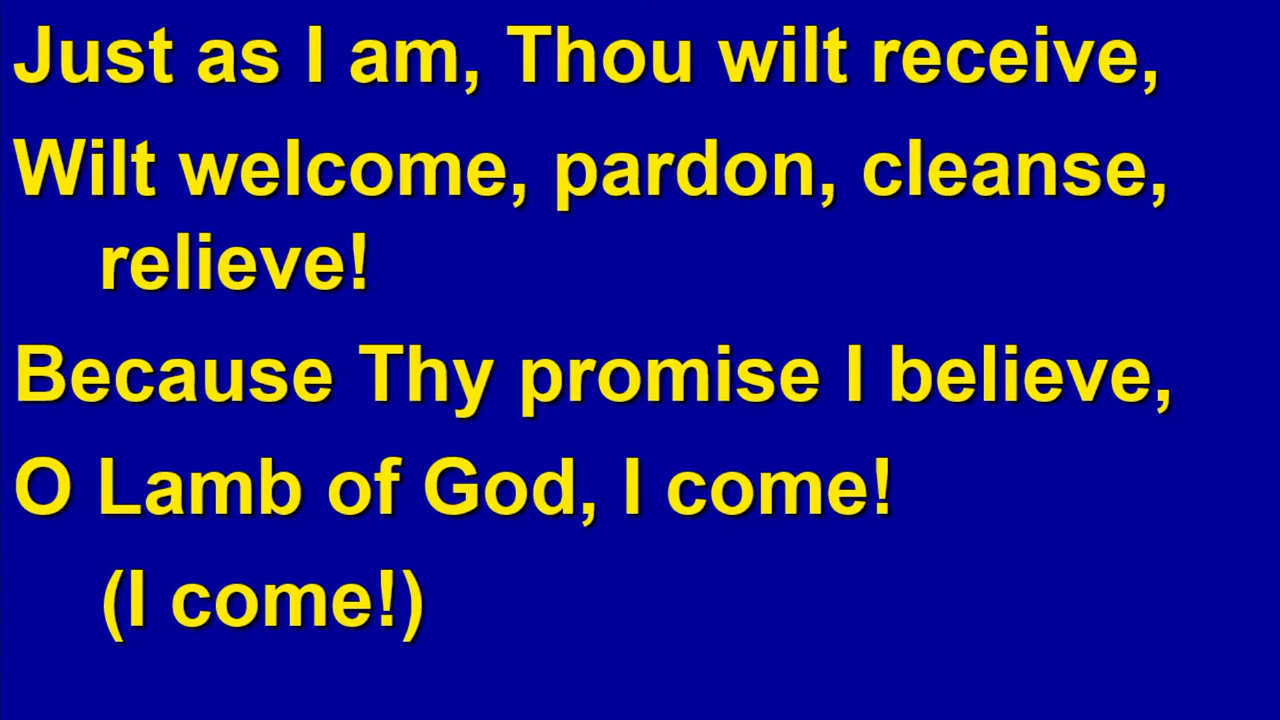 Just as I am, Thou wilt receive,
Wilt welcome, pardon, cleanse,
relieve!
Because Thy promise I believe,
O Lamb of God, I come!
(I come!)